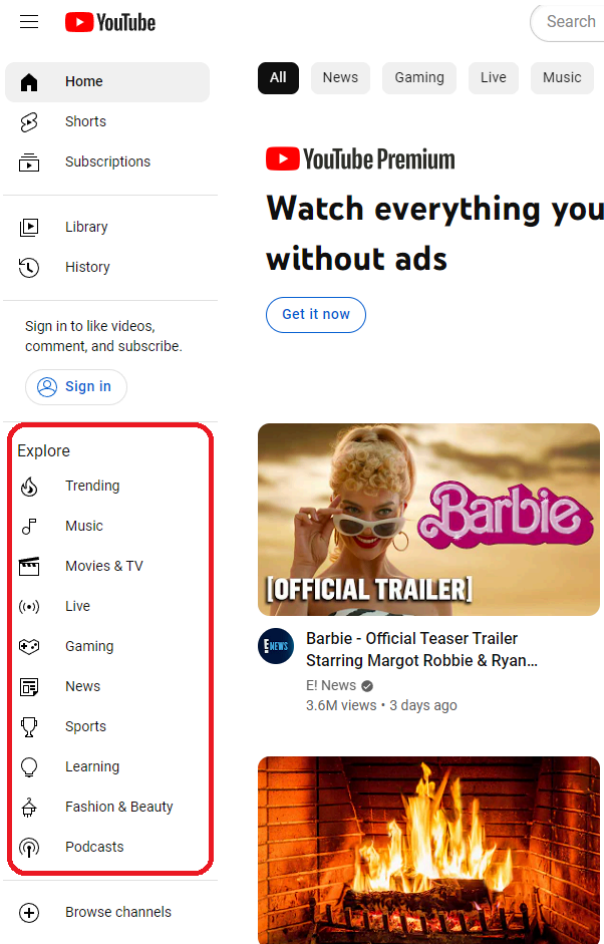 YouTube
Search
Home
Shorts
Subscriptions
Library
History
Sign in to like videos,
comment, and subscribe.
Sign in
Explore
Trending
Music
Movies & TV
Live
Gaming
News
Sports
Learning
Fashion & Beauty
Podcasts
Browse channels
All News Gaming Live Music
YouTube Premium
Watch everything you
without ads
Get it now
Barbie
[OFFICIAL TRAILER]
E! NEWS
Barbie - Official Teaser Trailer
Starring Margot Robbie & Ryan...
E! News
3.6M views • 3 days ago